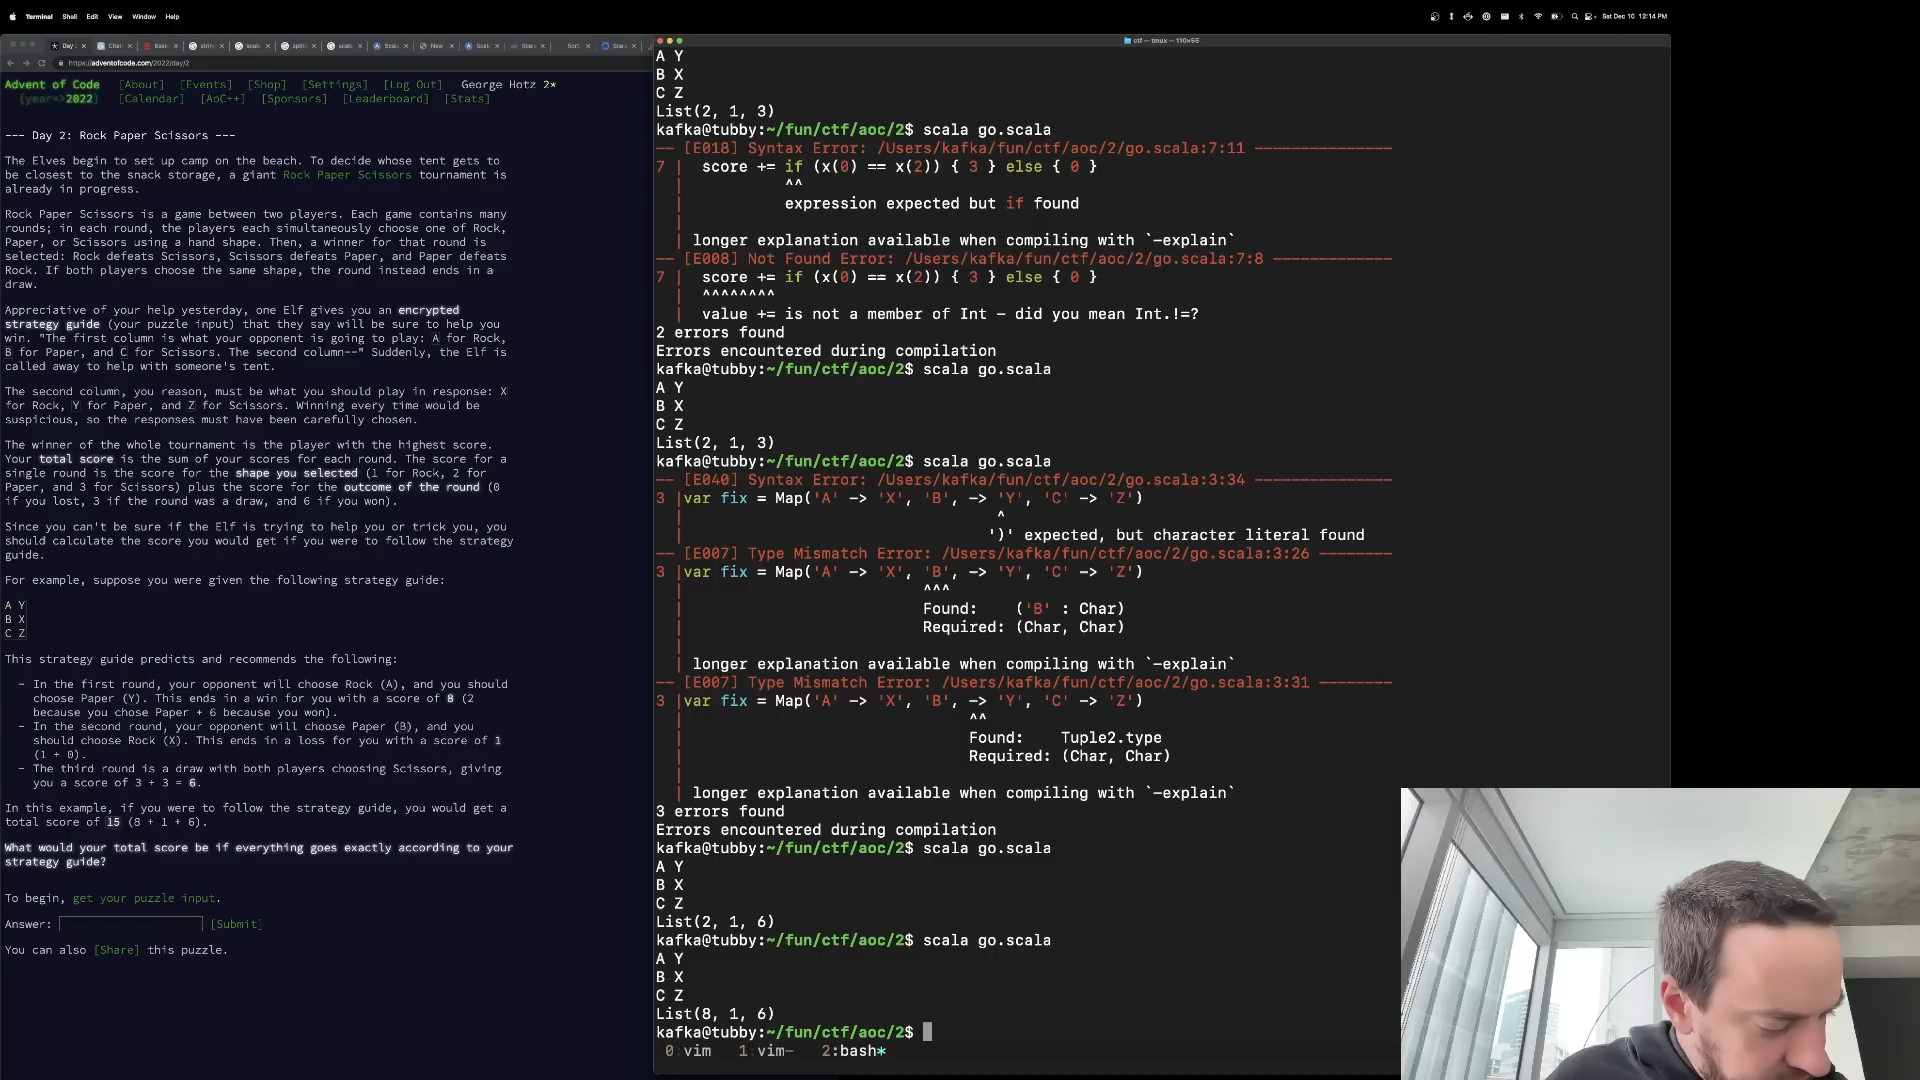 Terminal Shell Edit View Window Help
Sat Dec 10 12:14 PM
https://adventofcode.com/2022/day/2
Advent of Code [About] [Events] [Shop] [Settings] [Log Out] George Hotz 2*
{year=>2022} [Calendar] [AoC++] [Sponsors] [Leaderboard] [Stats]
--- Day 2: Rock Paper Scissors ---
The Elves begin to set up camp on the beach. To decide whose tent gets to
be closest to the snack storage, a giant Rock Paper Scissors tournament is
already in progress.
Rock Paper Scissors is a game between two players. Each game contains many
rounds; in each round, the players each simultaneously choose one of Rock,
Paper, or Scissors using a hand shape. Then, a winner for that round is
selected: Rock defeats Scissors, Scissors defeats Paper, and Paper defeats
Rock. If both players choose the same shape, the round instead ends in a
draw.
Appreciative of your help yesterday, one Elf gives you an encrypted
strategy guide (your puzzle input) that they say will be sure to help you
win. "The first column is what your opponent is going to play: A for Rock,
B for Paper, and C for Scissors. The second column--" Suddenly, the Elf is
called away to help with someone's tent.
The second column, you reason, must be what you should play in response: X
for Rock, Y for Paper, and Z for Scissors. Winning every time would be
suspicious, so the responses must have been carefully chosen.
The winner of the whole tournament is the player with the highest score.
Your total score is the sum of your scores for each round. The score for a
single round is the score for the shape you selected (1 for Rock, 2 for
Paper, and 3 for Scissors) plus the score for the outcome of the round (0
if you lost, 3 if the round was a draw, and 6 if you won).
Since you can't be sure if the Elf is trying to help you or trick you, you
should calculate the score you would get if you were to follow the strategy
guide.
For example, suppose you were given the following strategy guide:
A Y
B X
C Z
This strategy guide predicts and recommends the following:
- In the first round, your opponent will choose Rock (A), and you should
choose Paper (Y). This ends in a win for you with a score of 8 (2
because you chose Paper + 6 because you won).
- In the second round, your opponent will choose Paper (B), and you
should choose Rock (X). This ends in a loss for you with a score of 1
(1 + 0).
- The third round is a draw with both players choosing Scissors, giving
you a score of 3 + 3 = 6.
In this example, if you were to follow the strategy guide, you would get a
total score of 15 (8 + 1 + 6).
What would your total score be if everything goes exactly according to your
strategy guide?
To begin, get your puzzle input.
Answer: [Submit]
You can also [Share] this puzzle.
ctf — tmux — 110×55
A Y
B X
C Z
List(2, 1, 3)
kafka@tubby:~/fun/ctf/aoc/2$ scala go.scala
-- [E018] Syntax Error: /Users/kafka/fun/ctf/aoc/2/go.scala:7:11 ---------------
7 | score += if (x(0) == x(2)) { 3 } else { 0 }
| ^^
| expression expected but if found
|
| longer explanation available when compiling with `-explain`
-- [E008] Not Found Error: /Users/kafka/fun/ctf/aoc/2/go.scala:7:8 --------------
7 | score += if (x(0) == x(2)) { 3 } else { 0 }
| ^^^^^^^^
| value += is not a member of Int - did you mean Int.!=?
2 errors found
Errors encountered during compilation
kafka@tubby:~/fun/ctf/aoc/2$ scala go.scala
A Y
B X
C Z
List(2, 1, 3)
kafka@tubby:~/fun/ctf/aoc/2$ scala go.scala
-- [E040] Syntax Error: /Users/kafka/fun/ctf/aoc/2/go.scala:3:34 ---------------
3 |var fix = Map('A' -> 'X', 'B', -> 'Y', 'C' -> 'Z')
| ^
| ')' expected, but character literal found
-- [E007] Type Mismatch Error: /Users/kafka/fun/ctf/aoc/2/go.scala:3:26 --------
3 |var fix = Map('A' -> 'X', 'B', -> 'Y', 'C' -> 'Z')
| ^^^
| Found: ('B' : Char)
| Required: (Char, Char)
|
| longer explanation available when compiling with `-explain`
-- [E007] Type Mismatch Error: /Users/kafka/fun/ctf/aoc/2/go.scala:3:31 --------
3 |var fix = Map('A' -> 'X', 'B', -> 'Y', 'C' -> 'Z')
| ^^
| Found: Tuple2.type
| Required: (Char, Char)
|
| longer explanation available when compiling with `-explain`
3 errors found
Errors encountered during compilation
kafka@tubby:~/fun/ctf/aoc/2$ scala go.scala
A Y
B X
C Z
List(2, 1, 6)
kafka@tubby:~/fun/ctf/aoc/2$ scala go.scala
A Y
B X
C Z
List(8, 1, 6)
kafka@tubby:~/fun/ctf/aoc/2$
0:vim 1:vim- 2:bash*